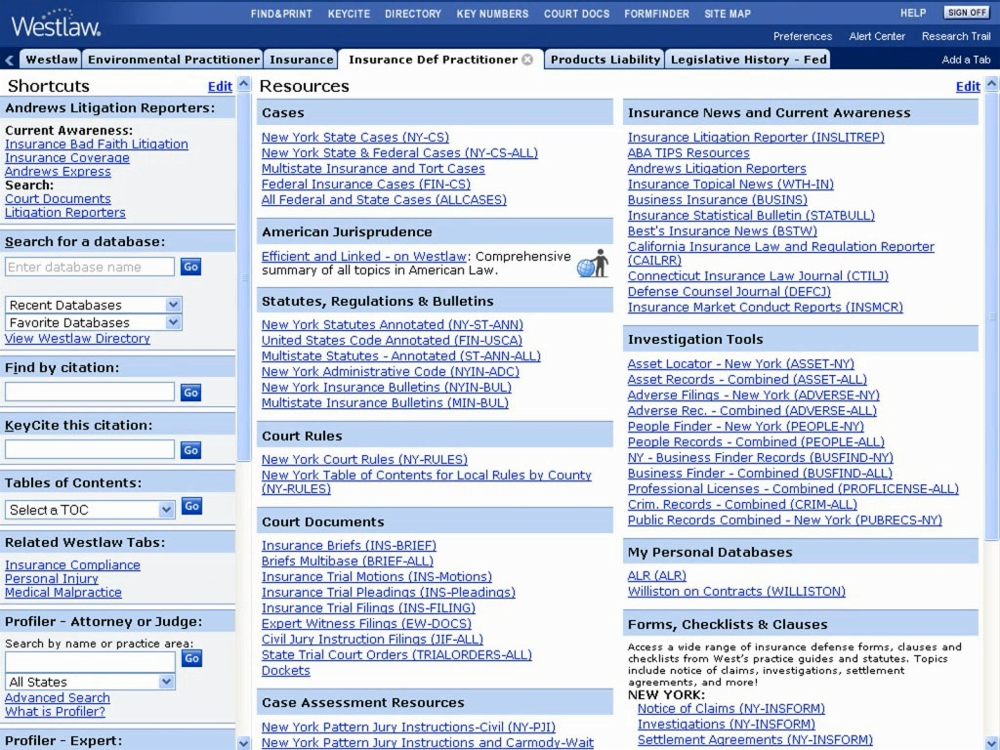 Westlaw.
FIND&PRINT KEYCITE DIRECTORY KEY NUMBERS COURT DOCS FORMFINDER SITE MAP
HELP SIGN OFF
Preferences Alert Center Research Trail
Westlaw Environmental Practitioner Insurance Insurance Def Practitioner Products Liability Legislative History - Fed Add a Tab
Shortcuts Edit
Andrews Litigation Reporters:
Current Awareness:
Insurance Bad Faith Litigation
Insurance Coverage
Andrews Express
Search:
Court Documents
Litigation Reporters
Search for a database:
Enter database name Go
Recent Databases
Favorite Databases
View Westlaw Directory
Find by citation:
Go
KeyCite this citation:
Go
Tables of Contents:
Select a TOC Go
Related Westlaw Tabs:
Insurance Compliance
Personal Injury
Medical Malpractice
Profiler - Attorney or Judge:
Search by name or practice area:
Go
All States
Advanced Search
What is Profiler?
Profiler - Expert:
Resources Edit
Cases
New York State Cases (NY-CS)
New York State & Federal Cases (NY-CS-ALL)
Multistate Insurance and Tort Cases
Federal Insurance Cases (FIN-CS)
All Federal and State Cases (ALLCASES)
American Jurisprudence
Efficient and Linked - on Westlaw: Comprehensive
summary of all topics in American Law.
Statutes, Regulations & Bulletins
New York Statutes Annotated (NY-ST-ANN)
United States Code Annotated (FIN-USCA)
Multistate Statutes - Annotated (ST-ANN-ALL)
New York Administrative Code (NYIN-ADC)
New York Insurance Bulletins (NYIN-BUL)
Multistate Insurance Bulletins (MIN-BUL)
Court Rules
New York Court Rules (NY-RULES)
New York Table of Contents for Local Rules by County
(NY-RULES)
Court Documents
Insurance Briefs (INS-BRIEF)
Briefs Multibase (BRIEF-ALL)
Insurance Trial Motions (INS-Motions)
Insurance Trial Pleadings (INS-Pleadings)
Insurance Trial Filings (INS-FILING)
Expert Witness Filings (EW-DOCS)
Civil Jury Instruction Filings (JIF-ALL)
State Trial Court Orders (TRIALORDERS-ALL)
Dockets
Case Assessment Resources
New York Pattern Jury Instructions-Civil (NY-PJI)
New York Pattern Jury Instructions and Carmody-Wait
Insurance News and Current Awareness
Insurance Litigation Reporter (INSLITREP)
ABA TIPS Resources
Andrews Litigation Reporters
Insurance Topical News (WTH-IN)
Business Insurance (BUSINS)
Insurance Statistical Bulletin (STATBULL)
Best's Insurance News (BSTW)
California Insurance Law and Regulation Reporter
(CAILRR)
Connecticut Insurance Law Journal (CTILJ)
Defense Counsel Journal (DEFCJ)
Insurance Market Conduct Reports (INSMCR)
Investigation Tools
Asset Locator - New York (ASSET-NY)
Asset Records - Combined (ASSET-ALL)
Adverse Filings - New York (ADVERSE-NY)
Adverse Rec. - Combined (ADVERSE-ALL)
People Finder - New York (PEOPLE-NY)
People Records - Combined (PEOPLE-ALL)
NY - Business Finder Records (BUSFIND-NY)
Business Finder - Combined (BUSFIND-ALL)
Professional Licenses - Combined (PROFLICENSE-ALL)
Crim. Records - Combined (CRIM-ALL)
Public Records Combined - New York (PUBRECS-NY)
My Personal Databases
ALR (ALR)
Williston on Contracts (WILLISTON)
Forms, Checklists & Clauses
Access a wide range of insurance defense forms, clauses and
checklists from West's practice guides and statutes. Topics
include notice of claims, investigations, settlement
agreements, and more!
NEW YORK:
Notice of Claims (NY-INSFORM)
Investigations (NY-INSFORM)
Settlement Agreements (NY-INSFORM)